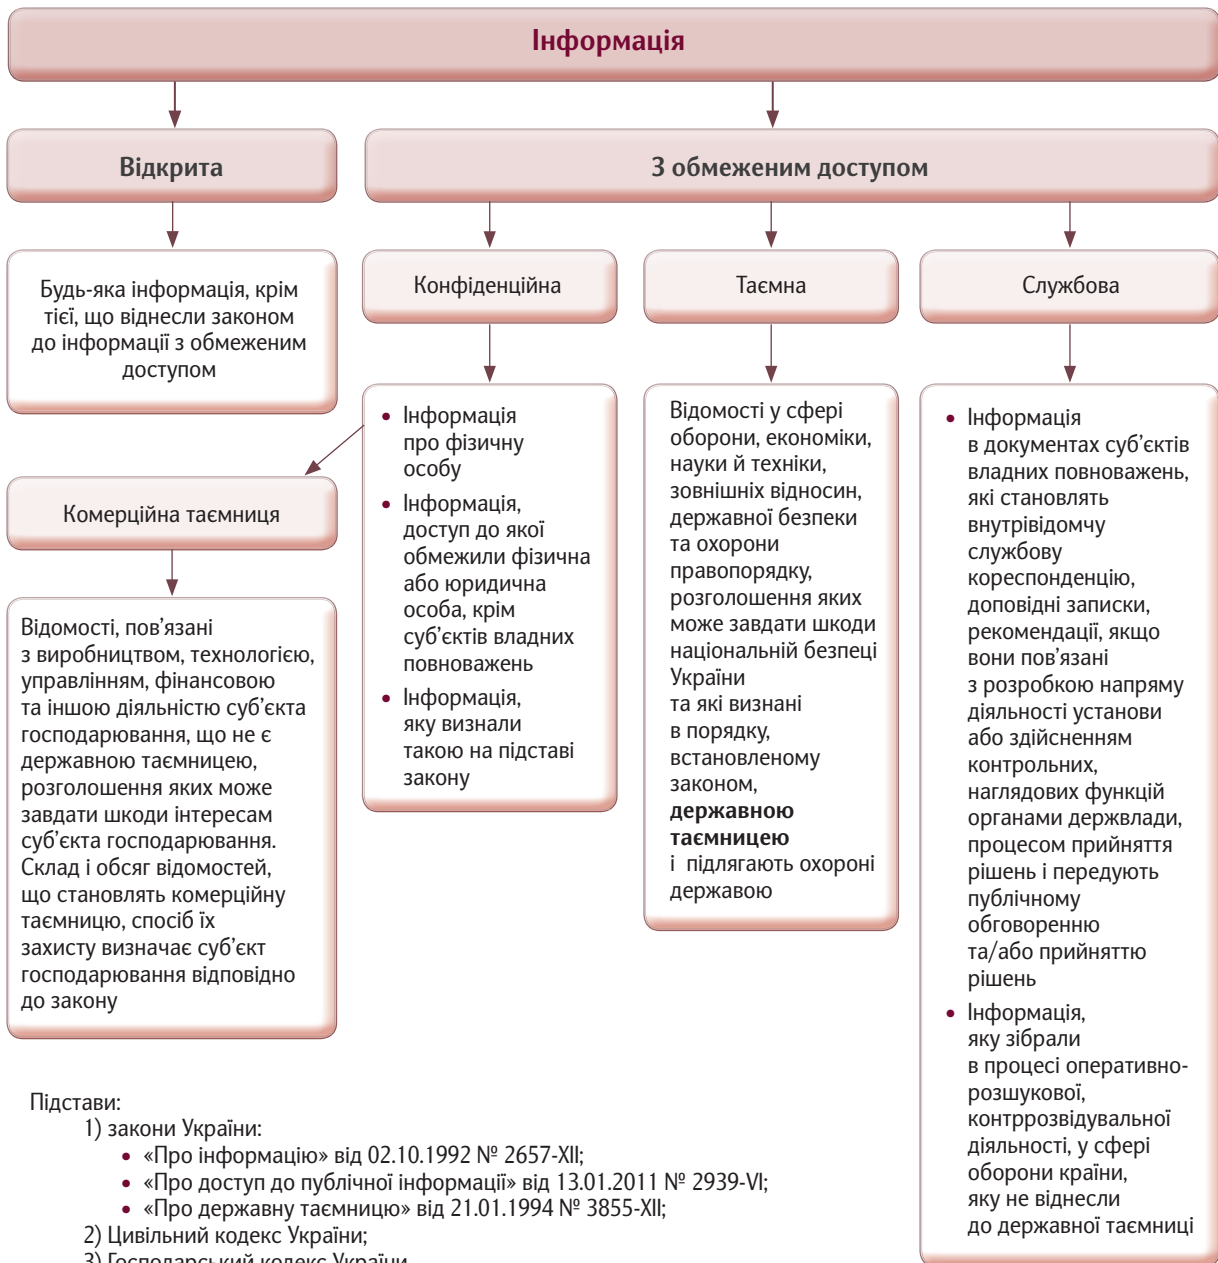 Інформація
Відкрита
З обмеженим доступом
Будь-яка інформація, крім
тієї, що віднесли законом
до інформації з обмеженим
доступом
Конфіденційна
Таємна
Службова
Комерційна таємниця
Відомості, пов’язані
з виробництвом, технологією,
управлінням, фінансовою
та іншою діяльністю суб’єкта
господарювання, що не є
державною таємницею,
розголошення яких може
завдати шкоди інтересам
суб’єкта господарювання.
Склад і обсяг відомостей,
що становлять комерційну
таємницю, спосіб їх
захисту визначає суб’єкт
господарювання відповідно
до закону
• Інформація
про фізичну
особу
• Інформація,
доступ до якої
обмежили фізична
або юридична
особа, крім
суб’єктів владних
повноважень
• Інформація,
яку визнали
такою на підставі
закону
Відомості у сфері
оборони, економіки,
науки й техніки,
зовнішніх відносин,
державної безпеки
та охорони
правопорядку,
розголошення яких
може завдати шкоди
національній безпеці
України
та які визнані
в порядку,
встановленому
законом,
державною
таємницею
і підлягають охороні
державою
• Інформація
в документах суб’єктів
владних повноважень,
які становлять
внутрівідомчу
службову
кореспонденцію,
доповідні записки,
рекомендації, якщо
вони пов’язані
з розробкою напряму
діяльності установи
або здійсненням
контрольних,
наглядових функцій
органами держвлади,
процесом прийняття
рішень і передують
публічному
обговоренню
та/або прийняттю
рішень
• Інформація,
яку зібрали
в процесі оперативно-
розшукової,
контррозвідувальної
діяльності, у сфері
оборони країни,
яку не віднесли
до державної таємниці
Підстави:
1) закони України:
• «Про інформацію» від 02.10.1992 № 2657-XII;
• «Про доступ до публічної інформації» від 13.01.2011 № 2939-VI;
• «Про державну таємницю» від 21.01.1994 № 3855-XII;
2) Цивільний кодекс України;
3) Господарський кодекс України